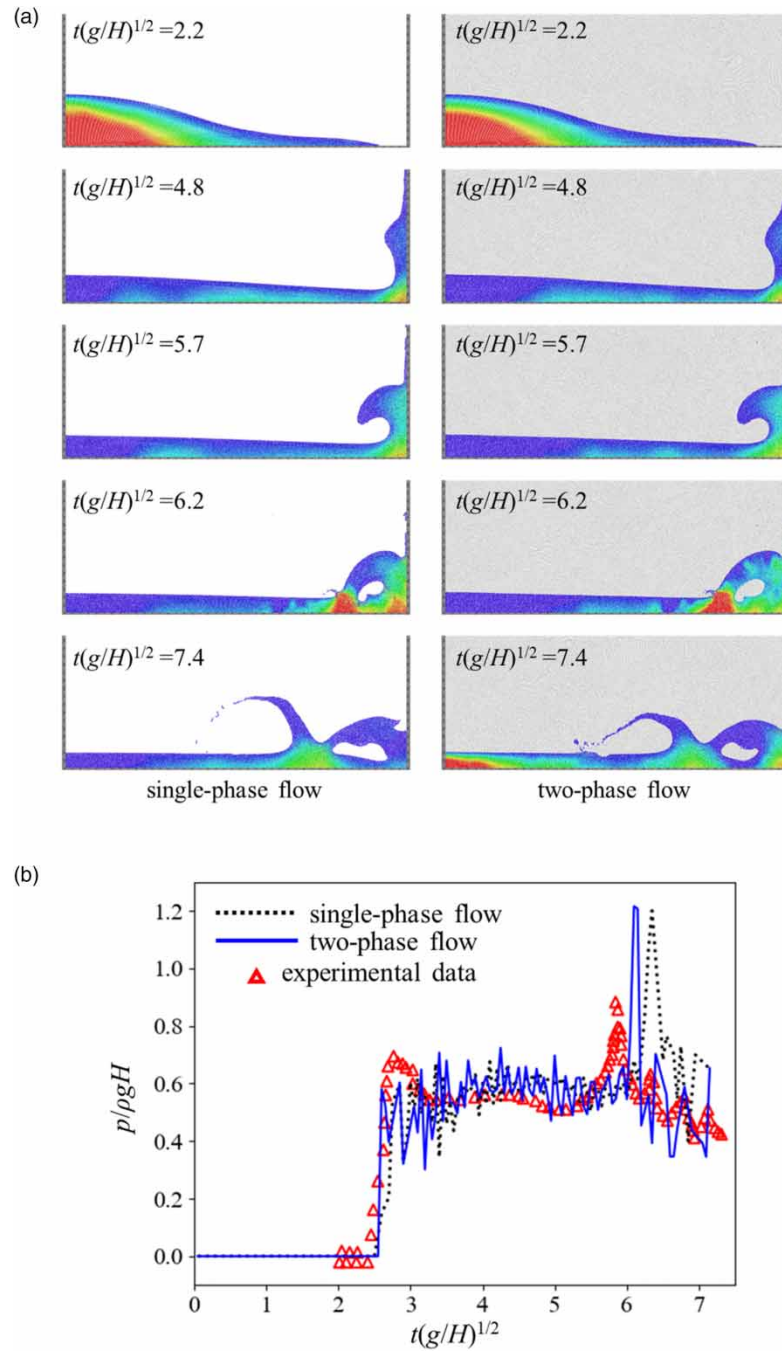 (a)
t(g/H)1/2 =2.2
t(g/H)1/2 =2.2
t(g/H)1/2 =4.8
t(g/H)1/2 =4.8
t(g/H)1/2 =5.7
t(g/H)1/2 =5.7
t(g/H)1/2 =6.2
t(g/H)1/2 =6.2
t(g/H)1/2 =7.4
t(g/H)1/2 =7.4
single-phase flow
two-phase flow
(b)
single-phase flow
two-phase flow
experimental data
p/ρgH
1.2
1.0
0.8
0.6
0.4
0.2
0.0
0 1 2 3 4 5 6 7
t(g/H)1/2